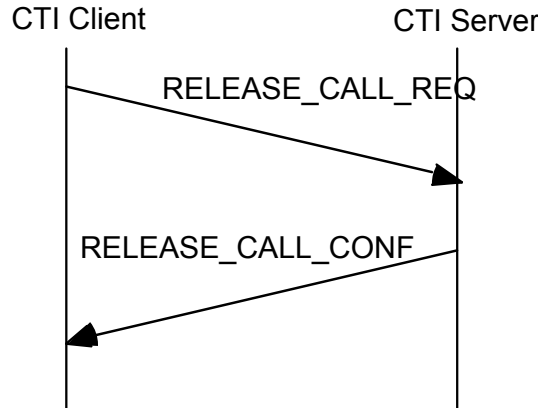 CTI Client
CTI Server
RELEASE_CALL_REQ
RELEASE_CALL_CONF